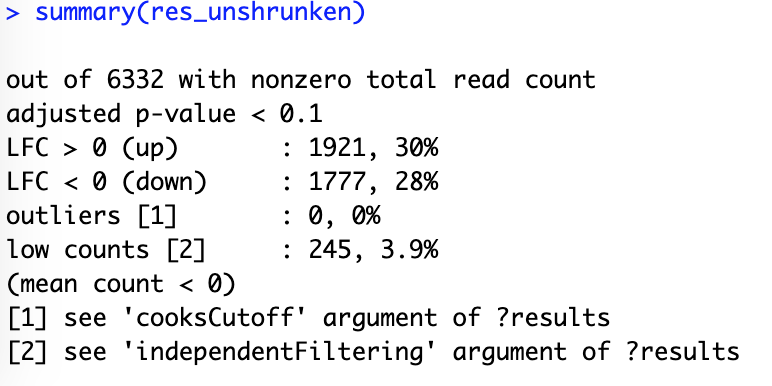 > summary(res_unshrunken)
out of 6332 with nonzero total read count
adjusted p-value < 0.1
LFC > 0 (up)       : 1921, 30%
LFC < 0 (down)     : 1777, 28%
outliers [1]       : 0, 0%
low counts [2]     : 245, 3.9%
(mean count < 0)
[1] see 'cooksCutoff' argument of ?results
[2] see 'independentFiltering' argument of ?results